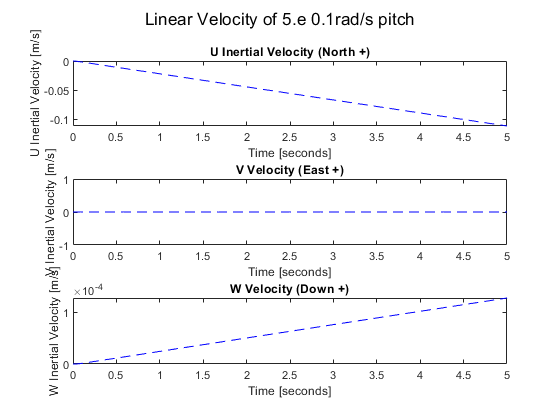 Linear Velocity of 5.e 0.1rad/s pitch
U Inertial Velocity (North +)
U Inertial Velocity [m/s]
0
-0.05
-0.1
0 0.5 1 1.5 2 2.5 3 3.5 4 4.5 5
Time [seconds]
V Velocity (East +)
V Inertial Velocity [m/s]
1
0
-1
0 0.5 1 1.5 2 2.5 3 3.5 4 4.5 5
Time [seconds]
W Velocity (Down +)
W Inertial Velocity [m/s]
×10-4
1
0
0 0.5 1 1.5 2 2.5 3 3.5 4 4.5 5
Time [seconds]